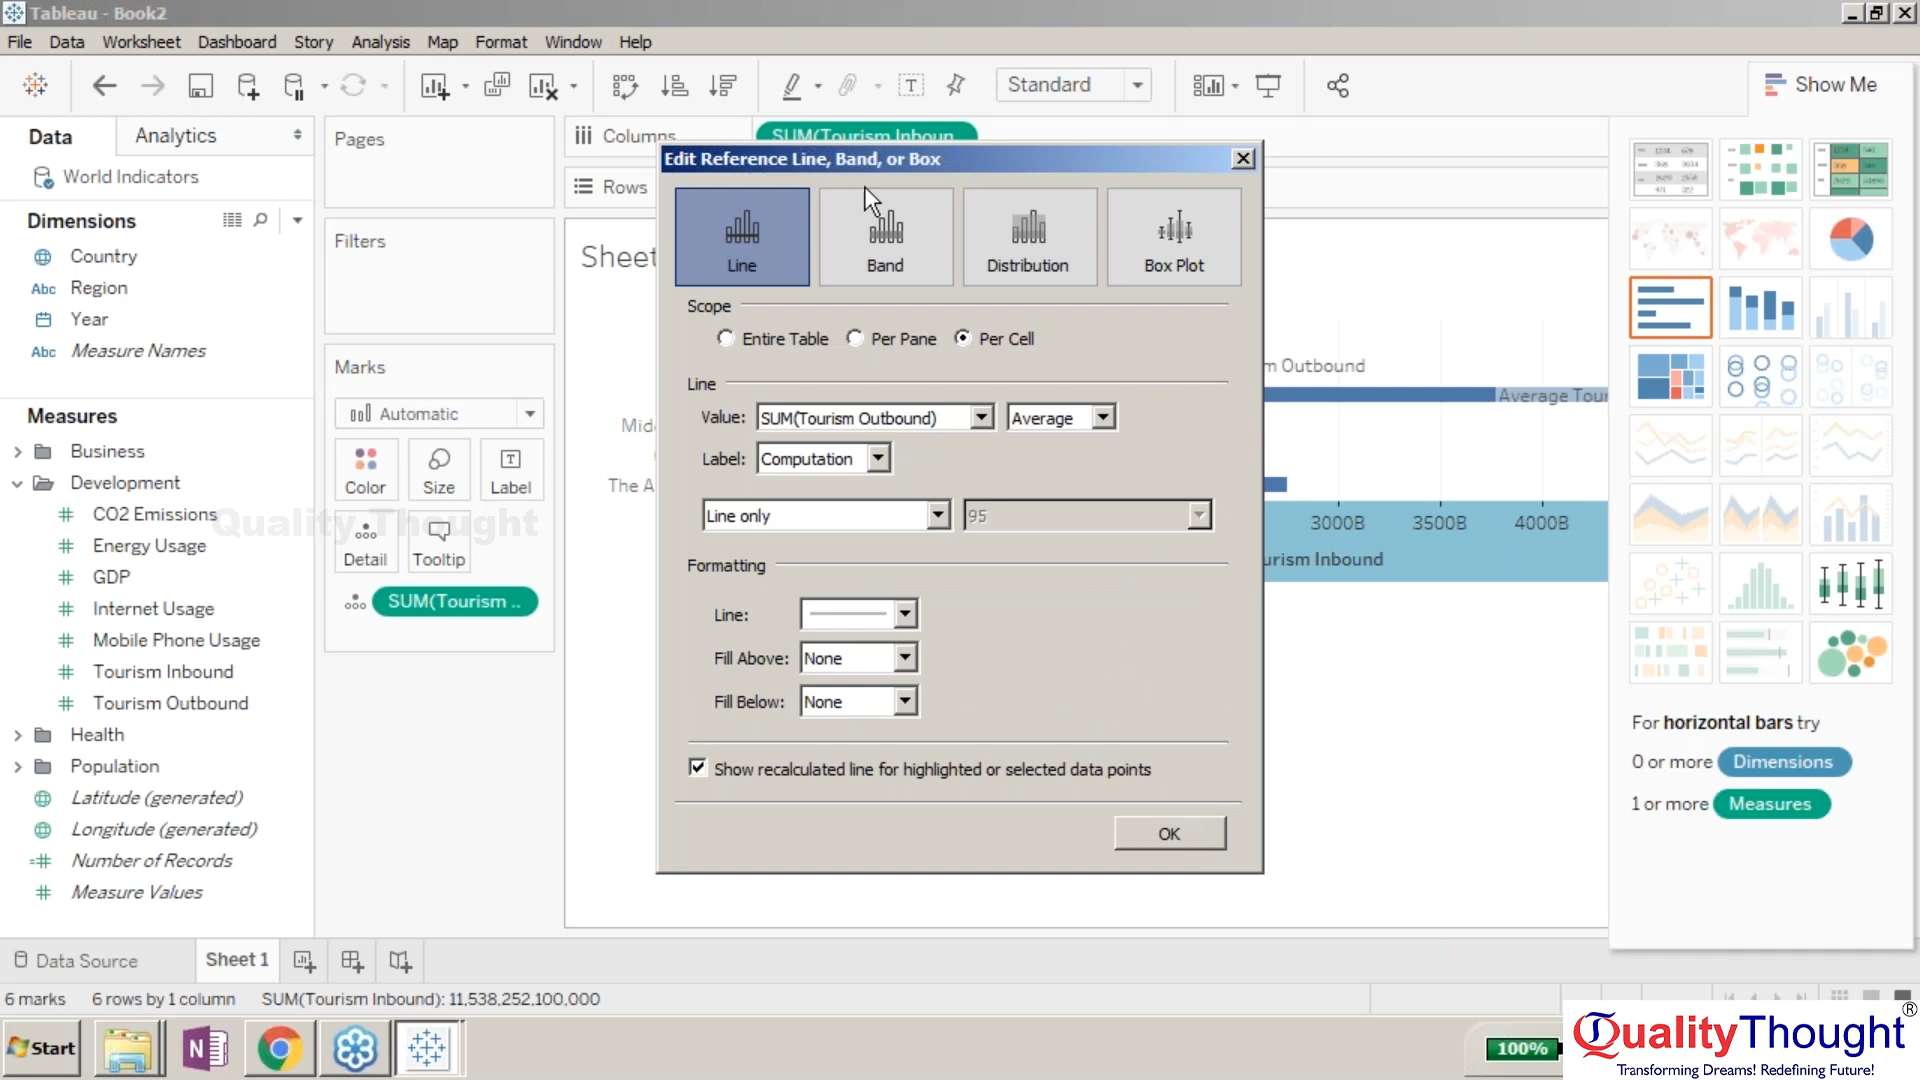 Tableau - Book2
File Data Worksheet Dashboard Story Analysis Map Format Window Help
Standard
Show Me
Data
Analytics
World Indicators
Dimensions
Country
Abc Region
Year
Abc Measure Names
Measures
Business
Development
CO2 Emissions
Energy Usage
GDP
Internet Usage
Mobile Phone Usage
Tourism Inbound
Tourism Outbound
Health
Population
Latitude (generated)
Longitude (generated)
Number of Records
Measure Values
Pages
Filters
Marks
Automatic
Color Size Label
Detail Tooltip
SUM(Tourism ..
Quality Thought
Columns
SUM(Tourism Inboun..
Rows
Sheet
Edit Reference Line, Band, or Box
Line Band Distribution Box Plot
Scope
Entire Table Per Pane Per Cell
Line
Value: SUM(Tourism Outbound) Average
Label: Computation
Line only 95
Formatting
Line:
Fill Above: None
Fill Below: None
Show recalculated line for highlighted or selected data points
OK
m Outbound
Average Tour
Midd
The A
3000B 3500B 4000B
urism Inbound
For horizontal bars try
0 or more Dimensions
1 or more Measures
Data Source
Sheet 1
6 marks 6 rows by 1 column SUM(Tourism Inbound): 11,538,252,100,000
Start
100%
QualityThought®
Transforming Dreams! Redefining Future!